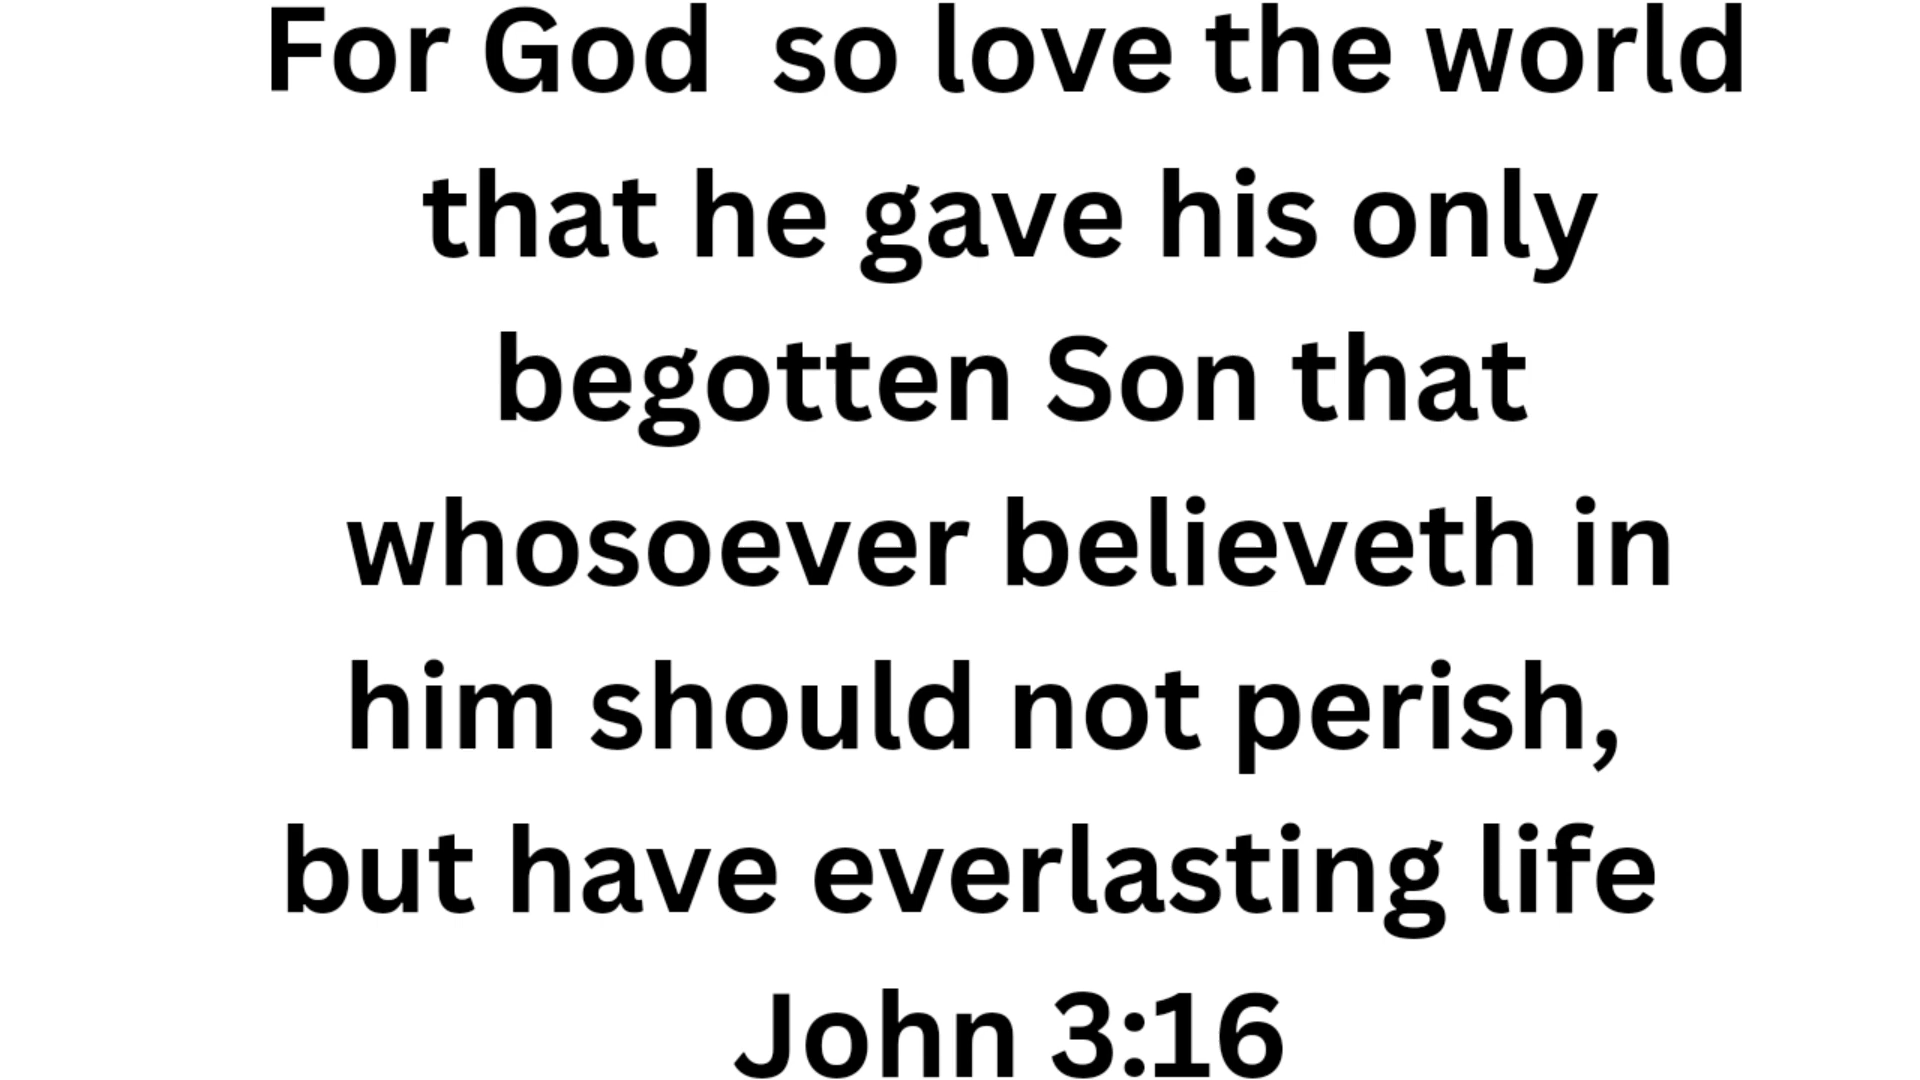 For God  so love the world
that he gave his only
begotten Son that
whosoever believeth in
him should not perish,
but have everlasting life
John 3:16